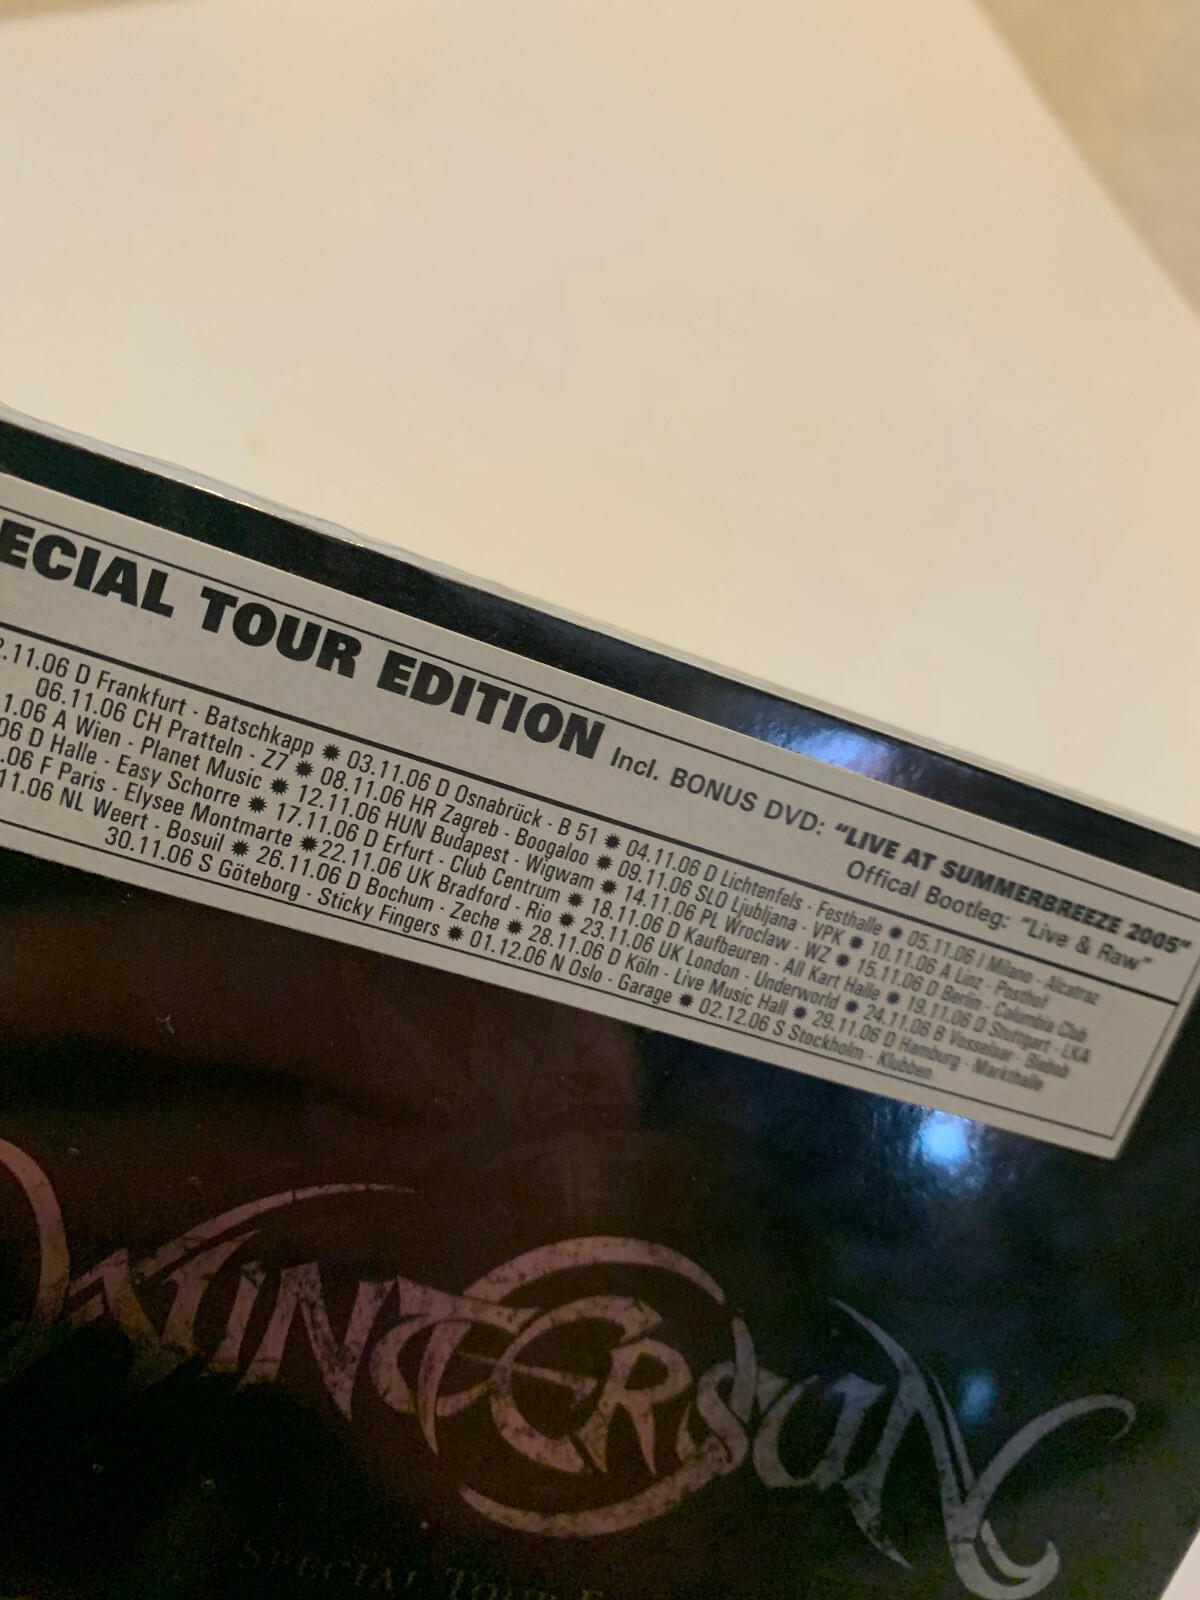 ECIAL TOUR EDITION Incl. BONUS DVD: "LIVE AT SUMMERBREEZE 2005"
Offical Bootleg: "Live & Raw"
2.11.06 D Frankfurt - Batschkapp ✹ 03.11.06 D Osnabrück - B 51 ✹ 04.11.06 D Lichtenfels - Festhalle ✹ 05.11.06 I Milano - Alcatraz
06.11.06 CH Pratteln - Z7 ✹ 08.11.06 HR Zagreb - Boogaloo ✹ 09.11.06 SLO Ljubljana - VPK ✹ 10.11.06 A Linz - Posthof
1.06 A Wien - Planet Music ✹ 12.11.06 HUN Budapest - Wigwam ✹ 14.11.06 PL Wroclaw - WZ ✹ 15.11.06 D Berlin - Columbia Club
06 D Halle - Easy Schorre ✹ 17.11.06 D Erfurt - Club Centrum ✹ 18.11.06 D Kaufbeuren - All Kart Halle ✹ 19.11.06 D Stuttgart - LKA
.06 F Paris - Elysee Montmarte ✹ 22.11.06 UK Bradford - Rio ✹ 23.11.06 UK London - Underworld ✹ 24.11.06 B Vosselaar - Biebob
11.06 NL Weert - Bosuil ✹ 26.11.06 D Bochum - Zeche ✹ 28.11.06 D Köln - Live Music Hall ✹ 29.11.06 D Hamburg - Markthalle
30.11.06 S Göteborg - Sticky Fingers ✹ 01.12.06 N Oslo - Garage ✹ 02.12.06 S Stockholm - Klubben
WINTERSUN
SPECIAL TOUR E